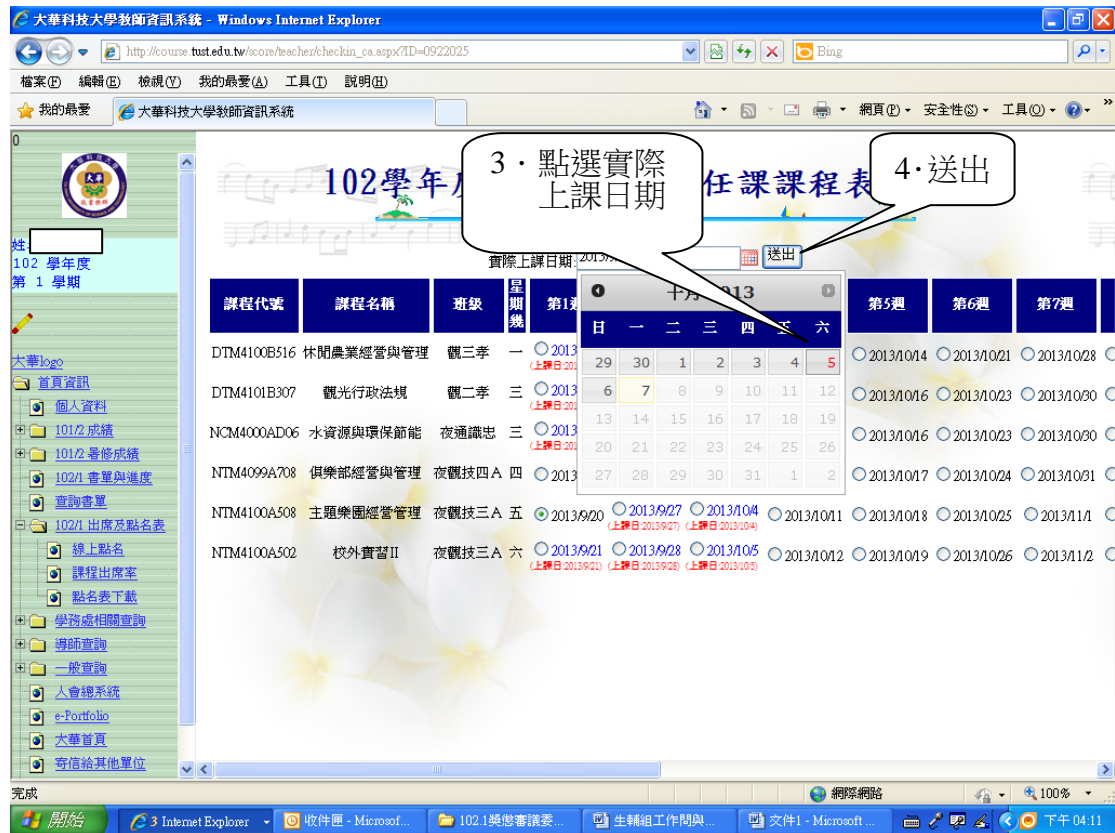 大華科技大學教師資訊系統 - Windows Internet Explorer
http://course.tust.edu.tw/score/teacher/checkin_ca.aspx?ID=0922025
Bing
檔案(F) 編輯(E) 檢視(V) 我的最愛(A) 工具(T) 說明(H)
我的最愛 大華科技大學教師資訊系統 網頁(P) 安全性(S) 工具(O)
0
姓
102 學年度
第 1 學期
大華logo
首頁資訊
個人資料
101/2 成績
101/2 暑修成績
102/1 書單與進度
查詢書單
102/1 出席及點名表
線上點名
課程出席率
點名表下載
學務處相關查詢
導師查詢
一般查詢
人會總系統
e-Portfolio
大華首頁
寄信給其他單位
102學年 任課課程表
3．點選實際
上課日期
4.送出
實際上課日期: 送出
課程代號 課程名稱 班級 星期幾 第5週 第6週 第7週
DTM4100B516 休閒農業經營與管理 觀三孝 一 2013/10/14 2013/10/21 2013/10/28
DTM4101B307 觀光行政法規 觀二孝 三 2013/10/16 2013/10/23 2013/10/30
NCM4000AD06 水資源與環保節能 夜通識忠 三 2013/10/16 2013/10/23 2013/10/30
NTM4099A708 俱樂部經營與管理 夜觀技四A 四 2013/10/17 2013/10/24 2013/10/31
NTM4100A508 主題樂園經營管理 夜觀技三A 五 2013/9/20 2013/9/27 2013/10/4 2013/10/11 2013/10/18 2013/10/25 2013/11/1
(上課日:2013/9/27) (上課日:2013/10/4)
NTM4100A502 校外實習II 夜觀技三A 六 2013/9/21 2013/9/28 2013/10/5 2013/10/12 2013/10/19 2013/10/26 2013/11/2
(上課日:2013/9/21) (上課日:2013/9/28) (上課日:2013/10/5)
日 一 二 三 四 五 六
29 30 1 2 3 4 5
6 7 8 9 10 11 12
13 14 15 16 17 18 19
20 21 22 23 24 25 26
27 28 29 30 31 1 2
完成 網際網路 100%
開始 3 Internet Explorer 收件匣 - Microsof... 102.1獎懲審議委... 生輔組工作問與... 文件1 - Microsoft ... 下午 04:11